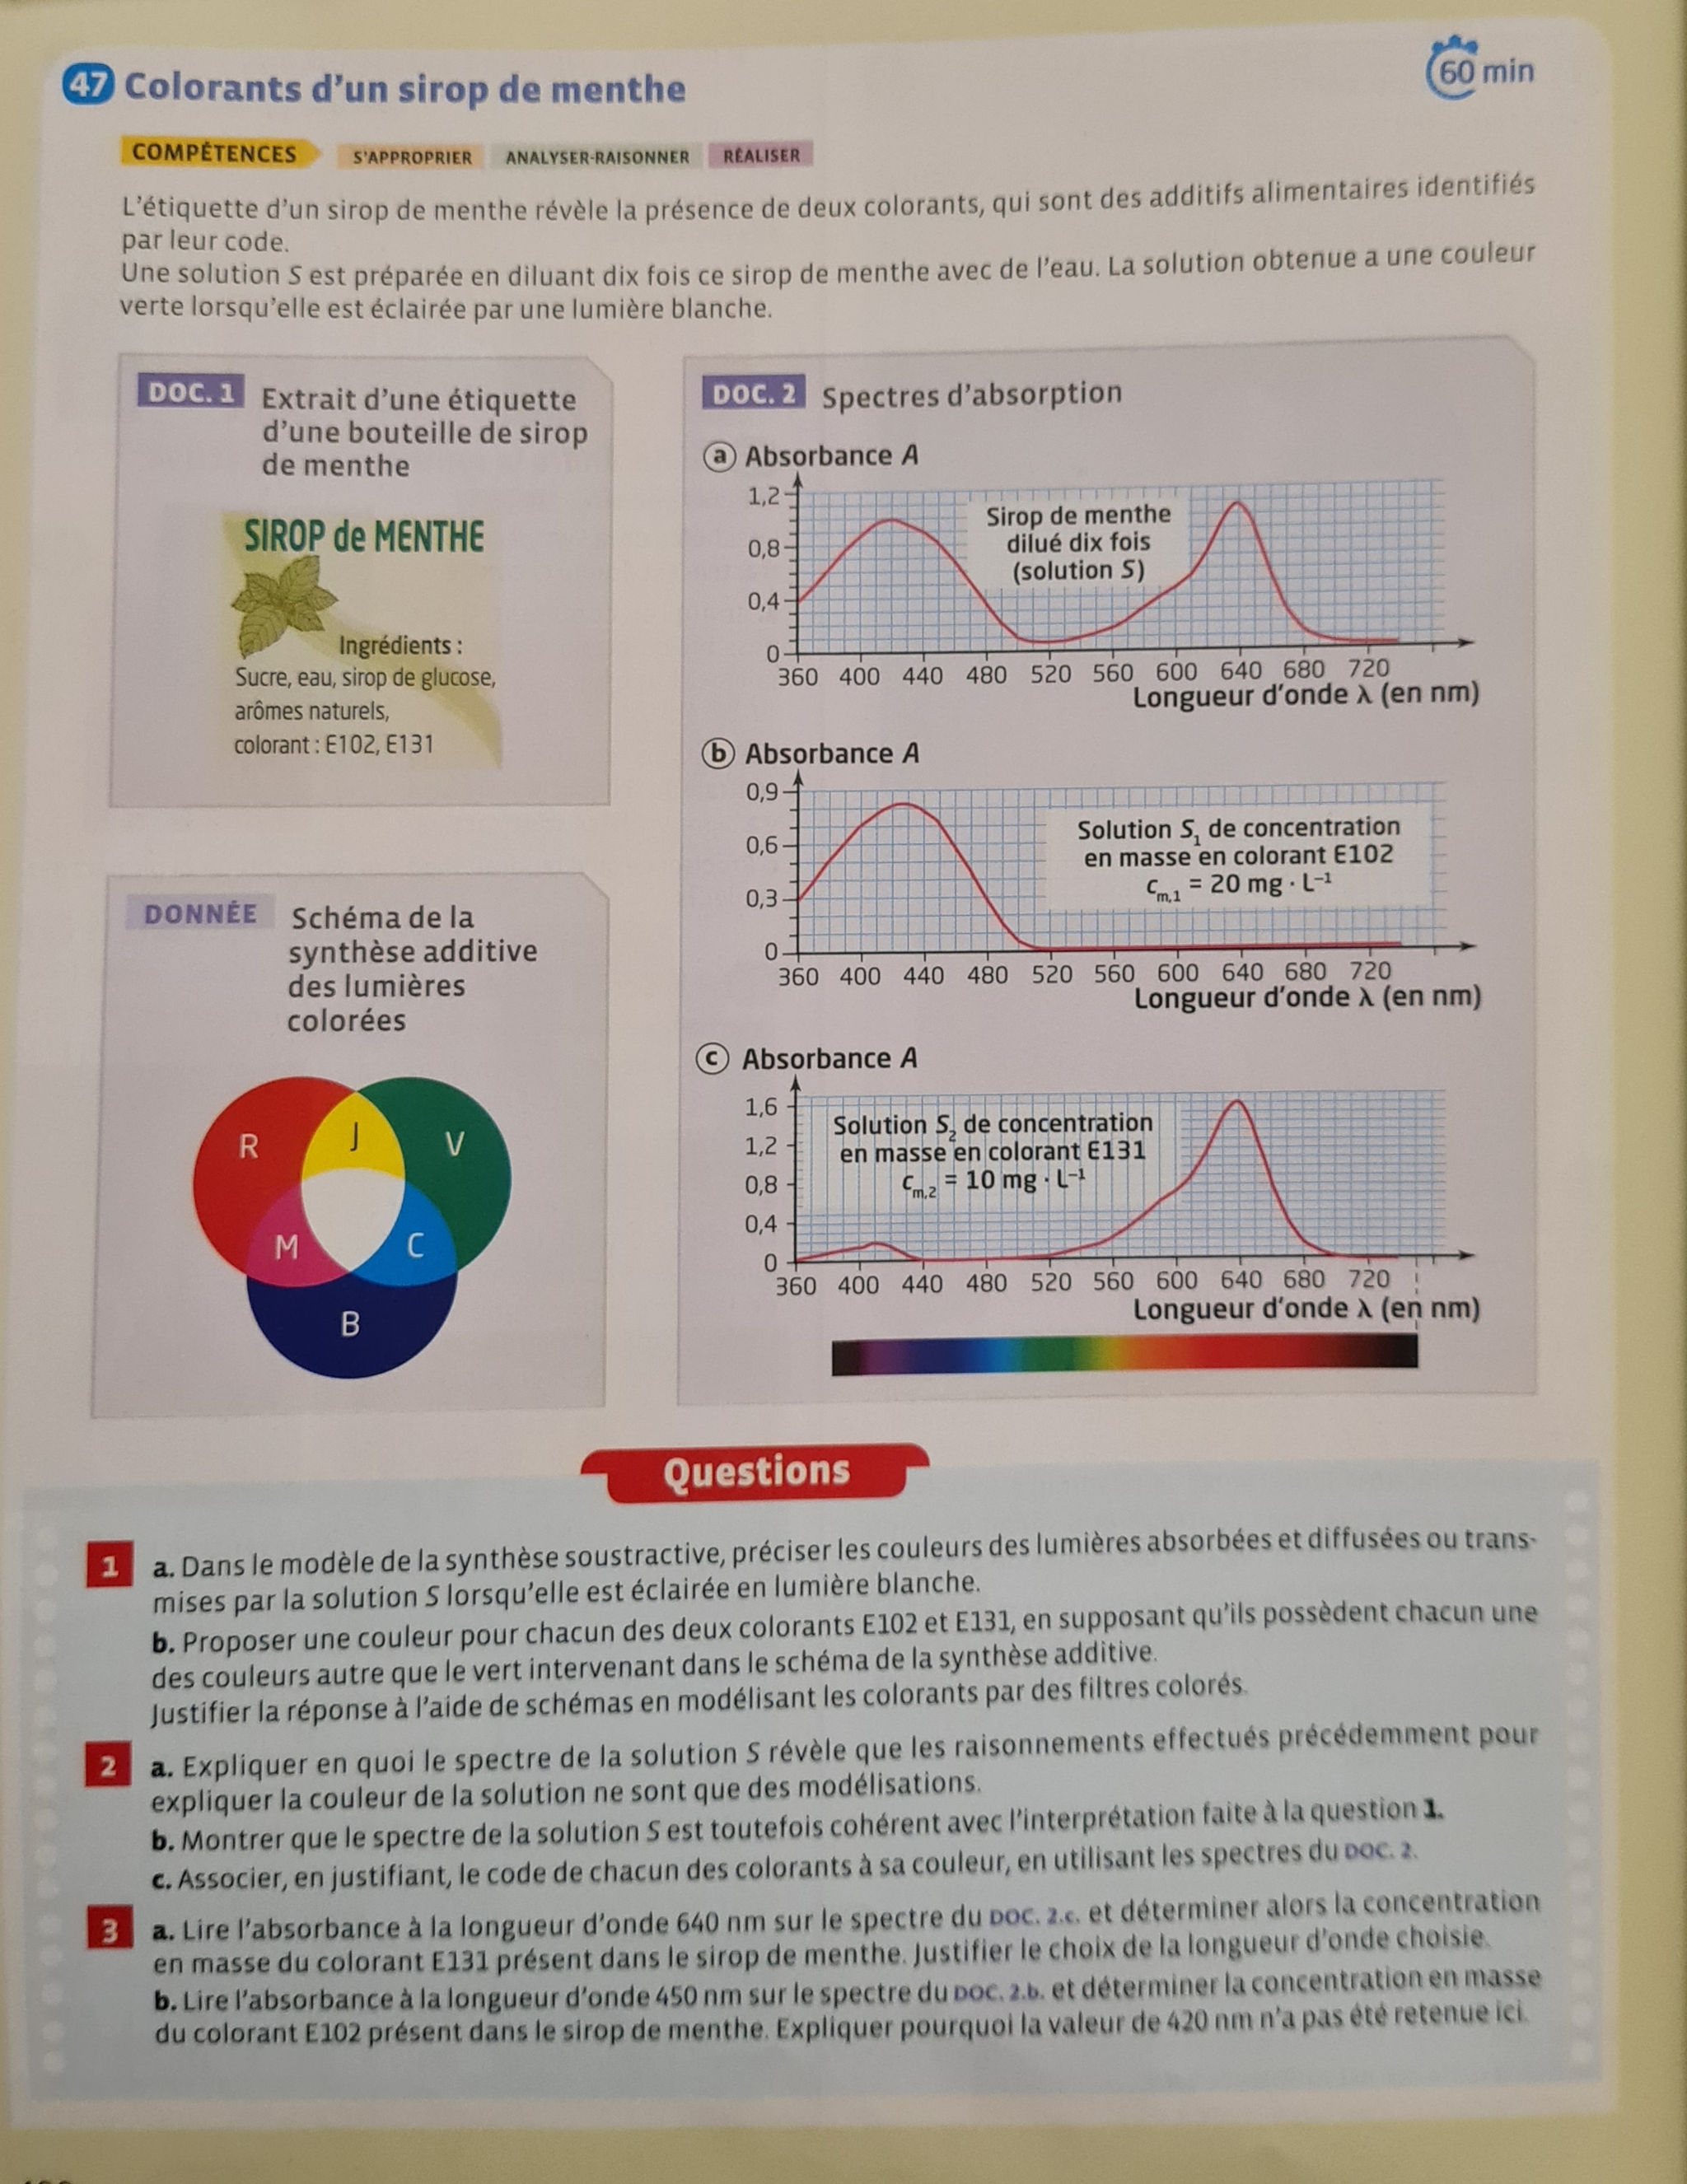 47 Colorants d'un sirop de menthe
60 min
COMPÉTENCES S'APPROPRIER ANALYSER-RAISONNER RÉALISER
L'étiquette d'un sirop de menthe révèle la présence de deux colorants, qui sont des additifs alimentaires identifiés
par leur code.
Une solution S est préparée en diluant dix fois ce sirop de menthe avec de l'eau. La solution obtenue a une couleur
verte lorsqu'elle est éclairée par une lumière blanche.
DOC. 1 Extrait d'une étiquette
d'une bouteille de sirop
de menthe
SIROP de MENTHE
Ingrédients :
Sucre, eau, sirop de glucose,
arômes naturels,
colorant : E102, E131
DONNÉE Schéma de la
synthèse additive
des lumières
colorées
R J V
M C
B
DOC. 2 Spectres d'absorption
a Absorbance A
1,2
0,8
0,4
0
Sirop de menthe
dilué dix fois
(solution S)
360 400 440 480 520 560 600 640 680 720
Longueur d'onde λ (en nm)
b Absorbance A
0,9
0,6
0,3
0
Solution S₁ de concentration
en masse en colorant E102
cₘ,₁ = 20 mg · L⁻¹
360 400 440 480 520 560 600 640 680 720
Longueur d'onde λ (en nm)
c Absorbance A
1,6
1,2
0,8
0,4
0
Solution S₂ de concentration
en masse en colorant E131
cₘ,₂ = 10 mg · L⁻¹
360 400 440 480 520 560 600 640 680 720
Longueur d'onde λ (en nm)
Questions
1 a. Dans le modèle de la synthèse soustractive, préciser les couleurs des lumières absorbées et diffusées ou trans-
mises par la solution S lorsqu'elle est éclairée en lumière blanche.
b. Proposer une couleur pour chacun des deux colorants E102 et E131, en supposant qu'ils possèdent chacun une
des couleurs autre que le vert intervenant dans le schéma de la synthèse additive.
Justifier la réponse à l'aide de schémas en modélisant les colorants par des filtres colorés.
2 a. Expliquer en quoi le spectre de la solution S révèle que les raisonnements effectués précédemment pour
expliquer la couleur de la solution ne sont que des modélisations.
b. Montrer que le spectre de la solution S est toutefois cohérent avec l'interprétation faite à la question 1.
c. Associer, en justifiant, le code de chacun des colorants à sa couleur, en utilisant les spectres du DOC. 2.
3 a. Lire l'absorbance à la longueur d'onde 640 nm sur le spectre du DOC. 2.c. et déterminer alors la concentration
en masse du colorant E131 présent dans le sirop de menthe. Justifier le choix de la longueur d'onde choisie.
b. Lire l'absorbance à la longueur d'onde 450 nm sur le spectre du DOC. 2.b. et déterminer la concentration en masse
du colorant E102 présent dans le sirop de menthe. Expliquer pourquoi la valeur de 420 nm n'a pas été retenue ici.